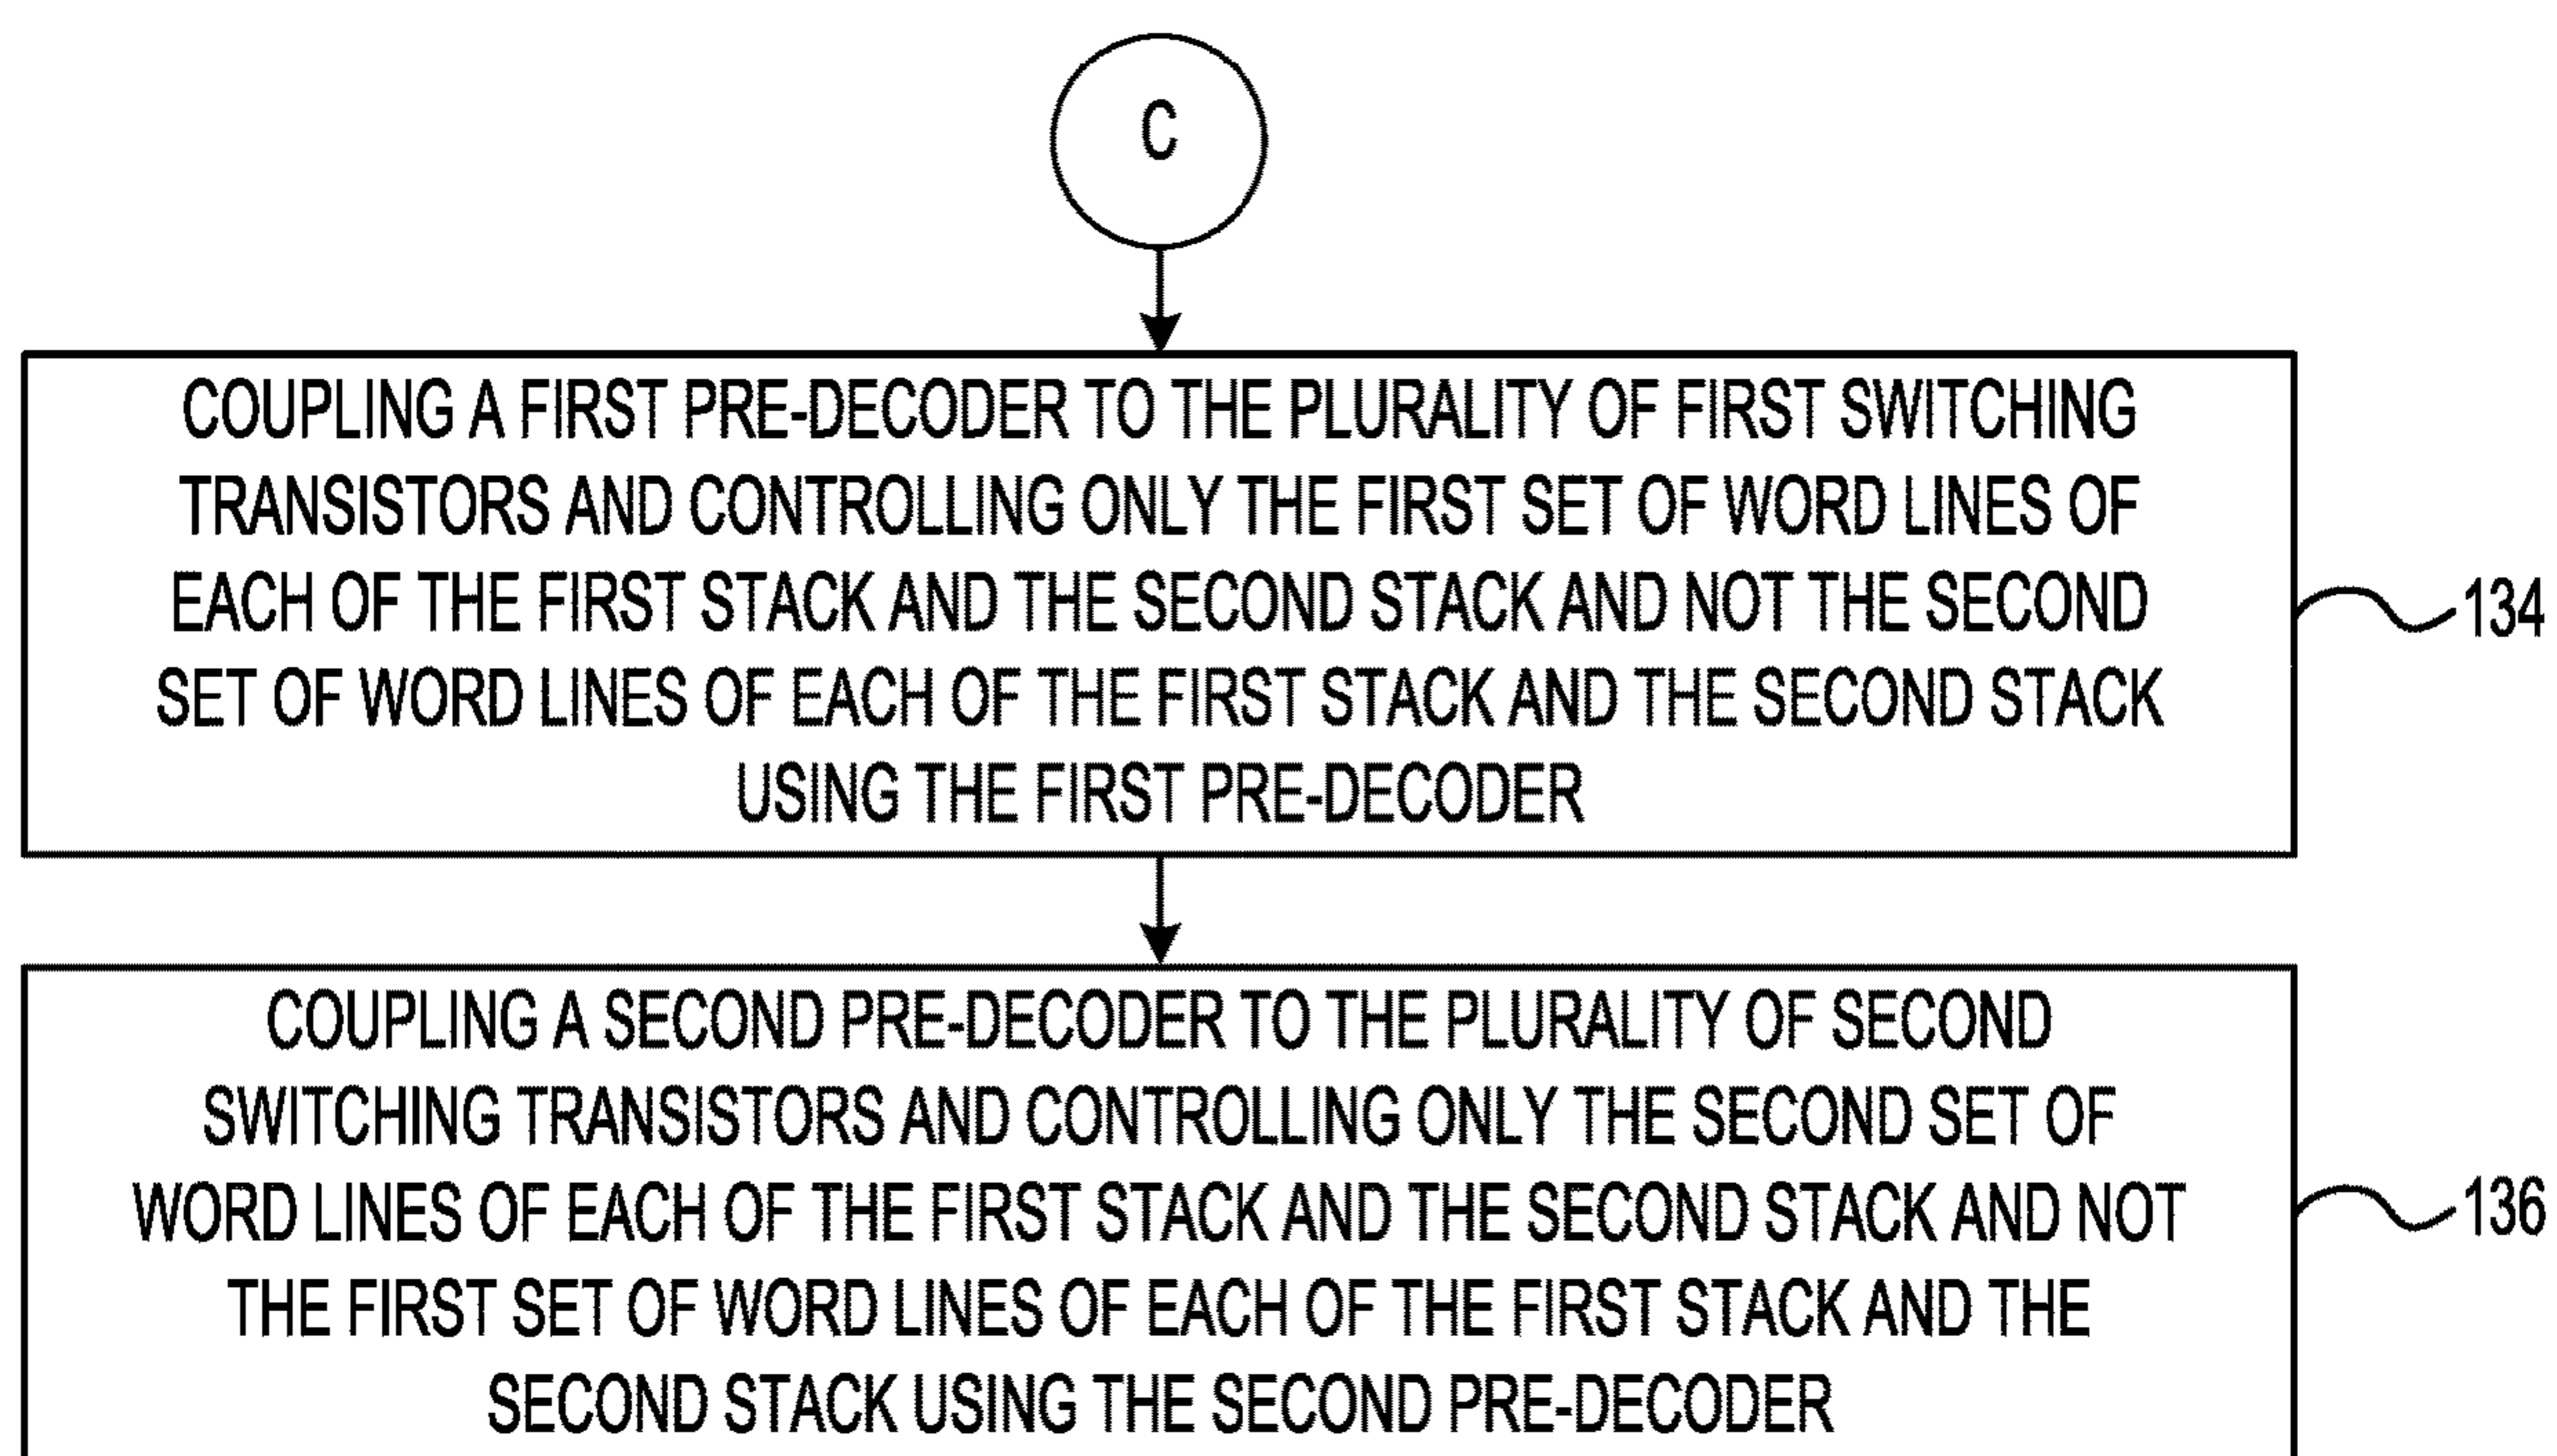 C
COUPLING A FIRST PRE-DECODER TO THE PLURALITY OF FIRST SWITCHING
TRANSISTORS AND CONTROLLING ONLY THE FIRST SET OF WORD LINES OF
EACH OF THE FIRST STACK AND THE SECOND STACK AND NOT THE SECOND
SET OF WORD LINES OF EACH OF THE FIRST STACK AND THE SECOND STACK
USING THE FIRST PRE-DECODER
134
COUPLING A SECOND PRE-DECODER TO THE PLURALITY OF SECOND
SWITCHING TRANSISTORS AND CONTROLLING ONLY THE SECOND SET OF
WORD LINES OF EACH OF THE FIRST STACK AND THE SECOND STACK AND NOT
THE FIRST SET OF WORD LINES OF EACH OF THE FIRST STACK AND THE
SECOND STACK USING THE SECOND PRE-DECODER
136